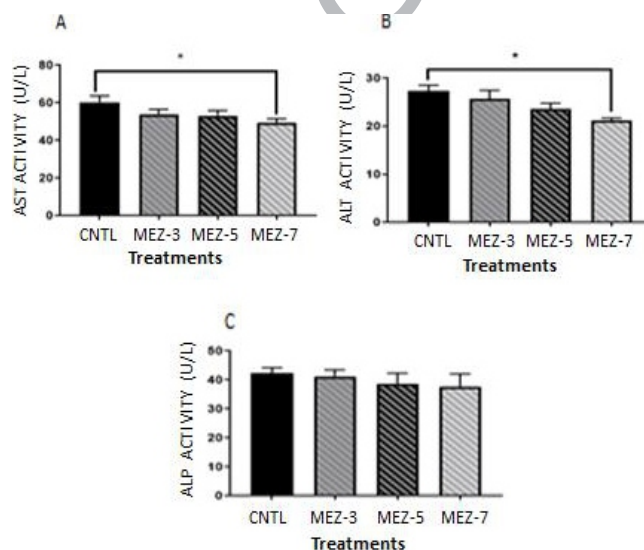 A
*
AST ACTIVITY (U/L)
80
60
40
20
0
CNTL MEZ-3 MEZ-5 MEZ-7
Treatments
B
*
ALT ACTIVITY (U/L)
30
20
10
0
CNTL MEZ-3 MEZ-5 MEZ-7
Treatments
C
ALP ACTIVITY (U/L)
50
40
30
20
10
0
CNTL MEZ-3 MEZ-5 MEZ-7
Treatments